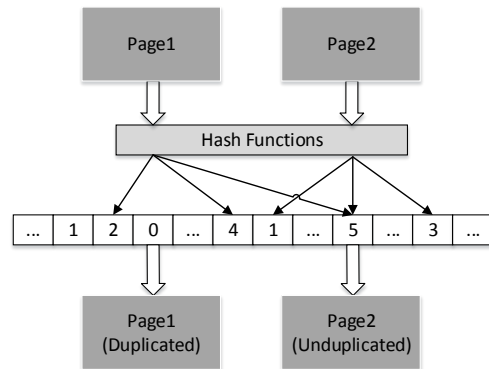 Page1 Page2
Hash Functions
... 1 2 0 ... 4 1 ... 5 ... 3 ...
Page1 Page2
(Duplicated) (Unduplicated)